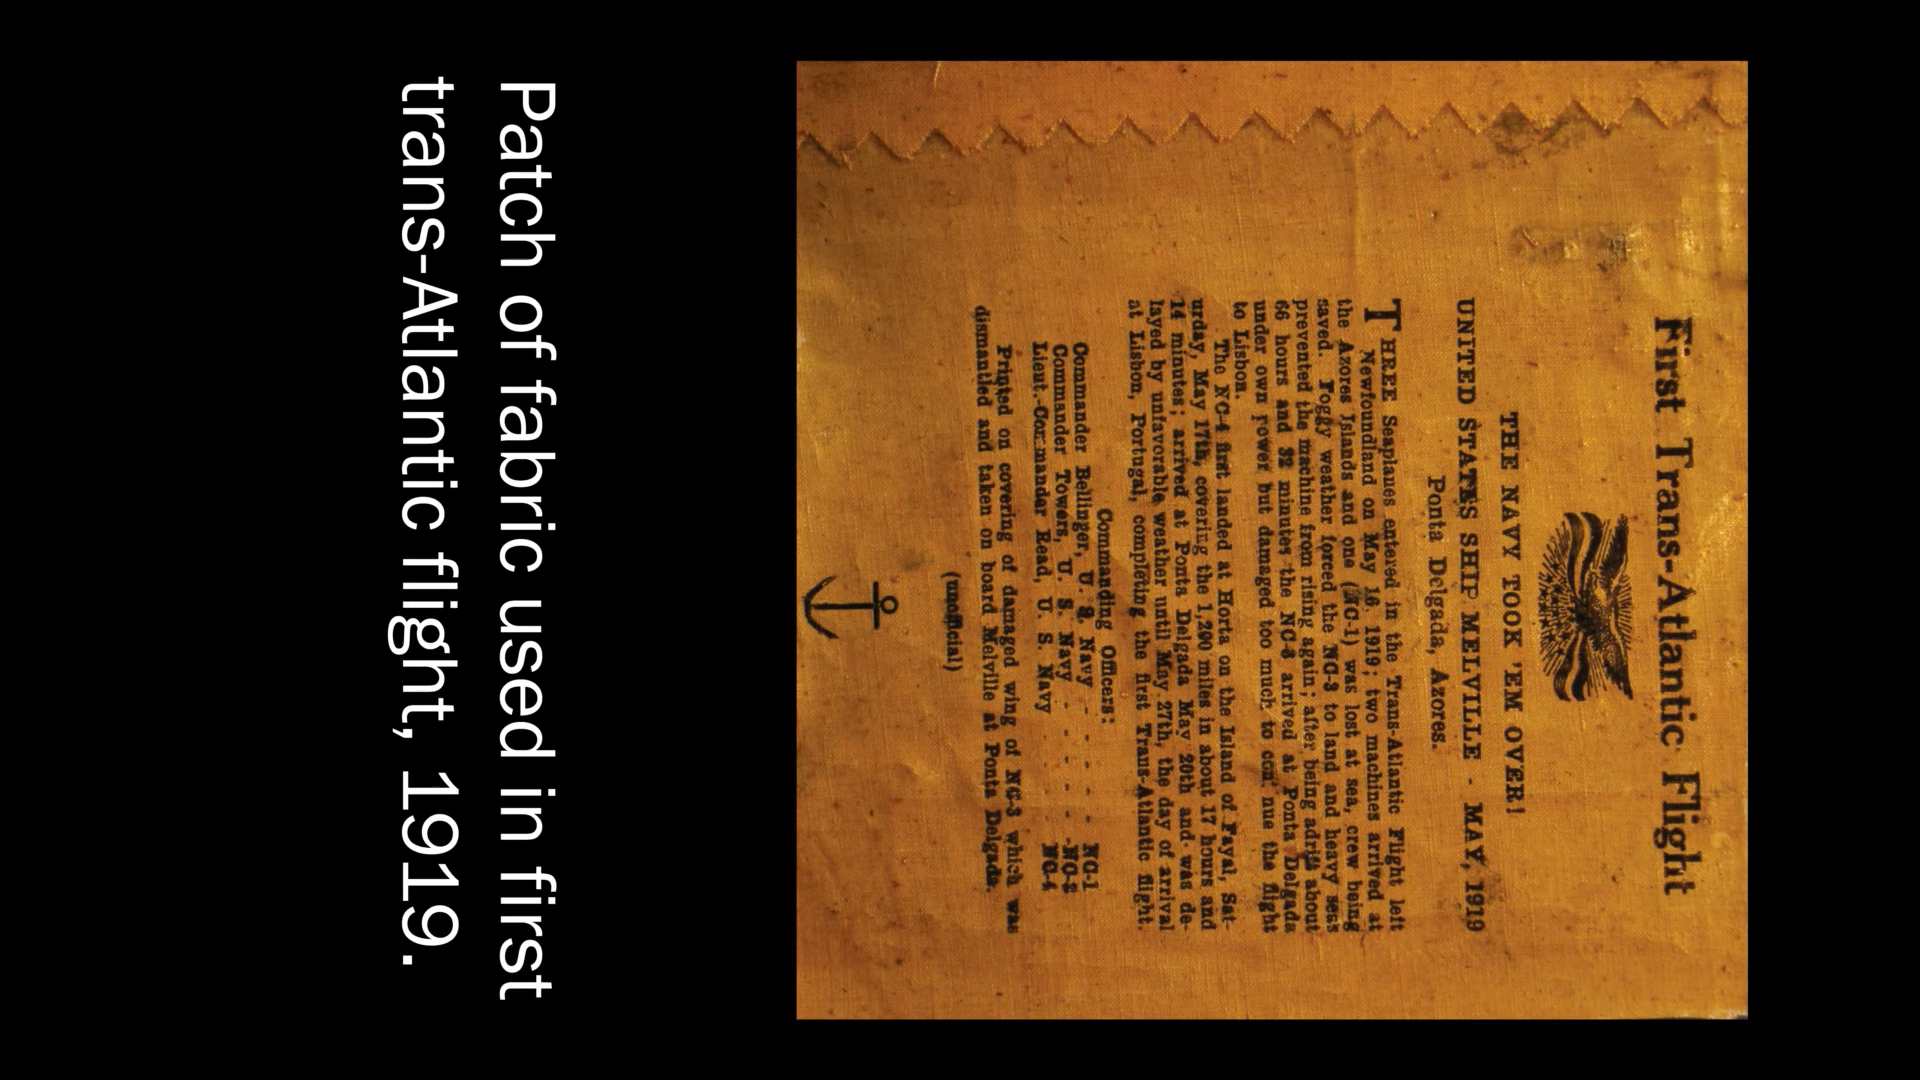 First Trans-Atlantic Flight
THE NAVY TOOK 'EM OVER!
UNITED STATES SHIP MELVILLE - MAY, 1919
Ponta Delgada, Azores.
THREE Seaplanes entered in the Trans-Atlantic Flight left
Newfoundland on May 16, 1919; two machines arrived at
the Azores Islands and one (NC-1) was lost at sea, crew being
saved. Foggy weather forced the NC-3 to land and heavy seas
prevented the machine from rising again; after being adrift about
66 hours and 32 minutes the NC-3 arrived at Ponta Delgada
under own power but damaged too much to continue the flight
to Lisboa.
The NC-4 first landed at Horta on the Island of Fayal, Sat-
urday, May 17th, covering the 1,200 miles in about 17 hours and
14 minutes; arrived at Ponta Delgada May 20th and was de-
layed by unfavorable weather until May 27th, the day of arrival
at Lisbon, Portugal, completing the first Trans-Atlantic flight.
Commanding Officers:
Commander Bellinger, U. S. Navy - - - - NC-1
Commander Towers, U. S. Navy - - - - NC-3
Lieut.-Commander Read, U. S. Navy - - - NC-4
Printed on covering of damaged wing of NC-3 which was
dismantled and taken on board Melville at Ponta Delgada.
(unofficial)
Patch of fabric used in first
trans-Atlantic flight, 1919.